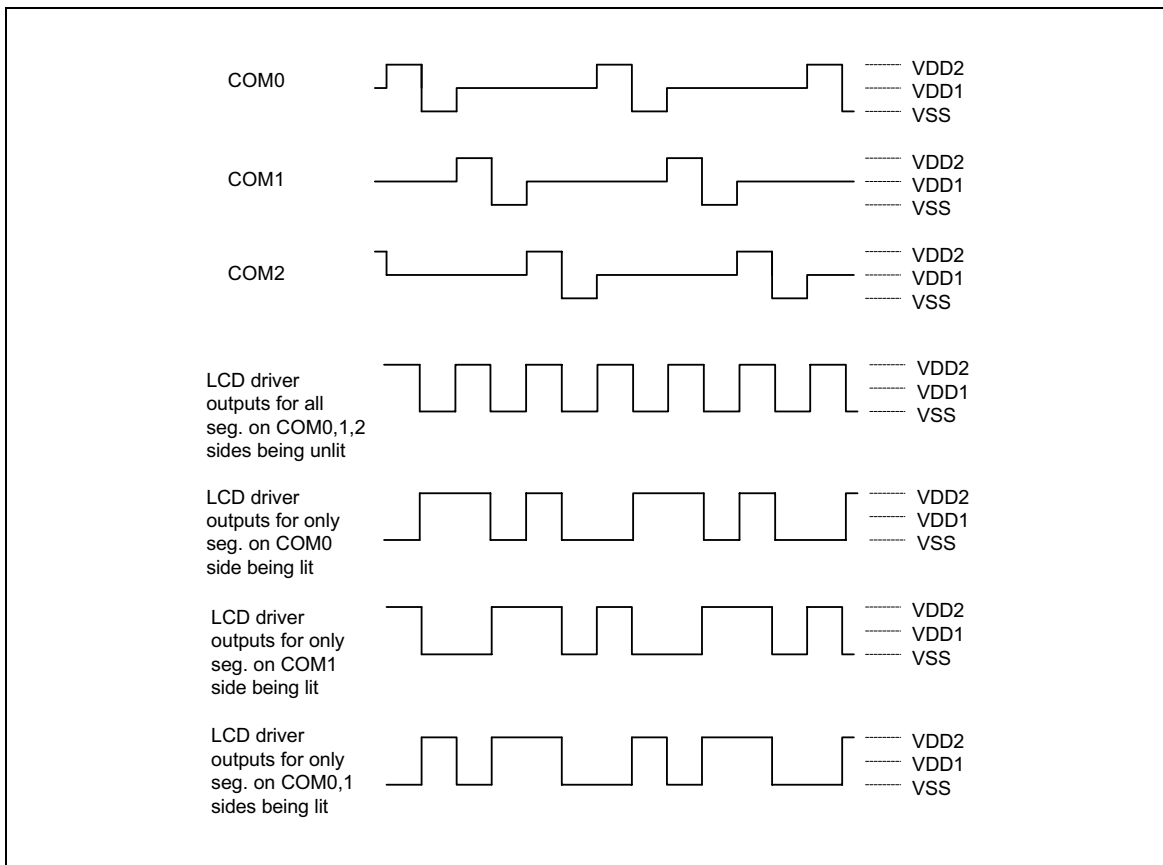 COM0
VDD2
VDD1
VSS
COM1
VDD2
VDD1
VSS
COM2
VDD2
VDD1
VSS
LCD driver
outputs for all
seg. on COM0,1,2
sides being unlit
VDD2
VDD1
VSS
LCD driver
outputs for only
seg. on COM0
side being lit
VDD2
VDD1
VSS
LCD driver
outputs for only
seg. on COM1
side being lit
VDD2
VDD1
VSS
LCD driver
outputs for only
seg. on COM0,1
sides being lit
VDD2
VDD1
VSS